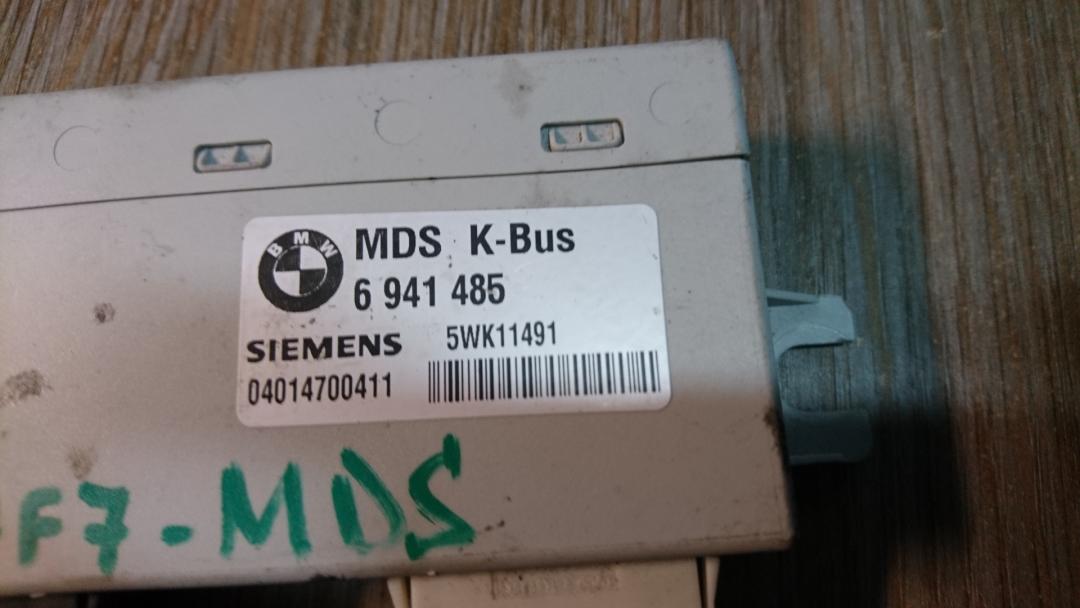 BMW
MDS K-Bus
6 941 485
SIEMENS 5WK11491
04014700411
F7-MDS